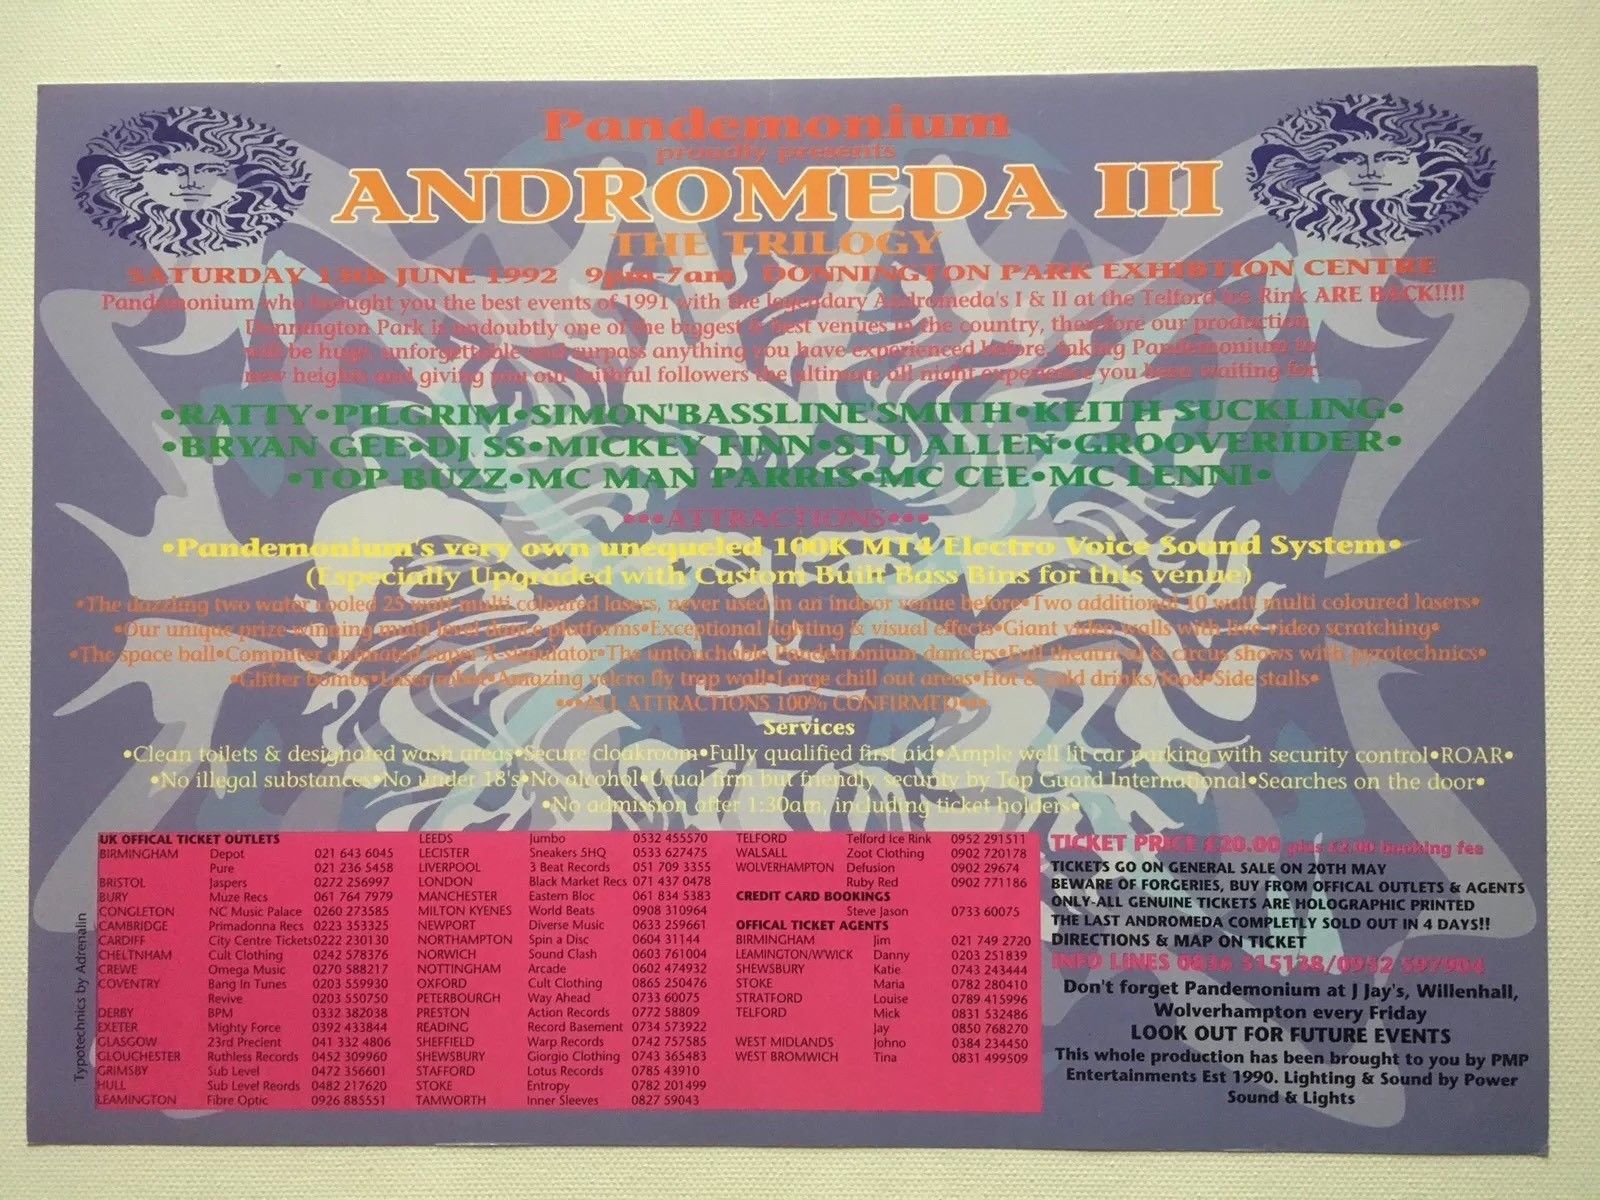 Pandemonium
proudly presents
ANDROMEDA III
THE TRILOGY
SATURDAY 13th JUNE 1992 9pm-7am DONNINGTON PARK EXHIBTION CENTRE
Pandemonium who brought you the best events of 1991 with the legendary Andromeda's I & II at the Telford Ice Rink ARE BACK!!!!
Donnington Park is undoubtly one of the biggest & best venues in the country, therefore our production
will be huge, unforgettable and surpass anything you have experienced before, taking Pandemonium to
new heights and giving you our faithful followers the ultimate all night experience you been waiting for.
•RATTY•PILGRIM•SIMON'BASSLINE'SMITH•KEITH SUCKLING•
•BRYAN GEE•DJ SS•MICKEY FINN•STU ALLEN•GROOVERIDER•
•TOP BUZZ•MC MAN PARRIS•MC CEE•MC LENNI•
•••ATTRACTIONS•••
•Pandemonium's very own unequeled 100K MT4 Electro Voice Sound System•
(Especially Upgraded with Custom Built Bass Bins for this venue)
•The dazzling two water cooled 25 watt multi coloured lasers, never used in an indoor venue before•Two additional 10 watt multi coloured lasers•
•Our unique prize winning multi level dance platforms•Exceptional lighting & visual effects•Giant video walls with live video scratching•
•The space ball•Computer animated super X-simulator•The untouchable Pandemonium dancers•Full theatrical & circus shows with pyrotechnics•
•Glitter bombs•Laser robot•Amazing velcro fly trap wall•Large chill out areas•Hot & cold drinks/food•Side stalls•
•••ALL ATTRACTIONS 100% CONFIRMED•••
Services
•Clean toilets & designated wash areas•Secure cloakroom•Fully qualified first aid•Ample well lit car parking with security control•ROAR•
•No illegal substances•No under 18's•No alcohol•Usual firm but friendly security by Top Guard International•Searches on the door•
•No admission after 1:30am, including ticket holders•
UK OFFICAL TICKET OUTLETS
BIRMINGHAM Depot 021 643 6045
Pure 021 236 5458
BRISTOL Jaspers 0272 256997
BURY Muze Recs 061 764 7979
CONGLETON NC Music Palace 0260 273585
CAMBRIDGE Primadonna Recs 0223 353325
CARDIFF City Centre Tickets 0222 230130
CHELTNHAM Cult Clothing 0242 578376
CREWE Omega Music 0270 588217
COVENTRY Bang In Tunes 0203 559930
Revive 0203 550750
DERBY BPM 0332 382038
EXETER Mighty Force 0392 433844
GLASGOW 23rd Precient 041 332 4806
GLOUCHESTER Ruthless Records 0452 309960
GRIMSBY Sub Level 0472 356601
HULL Sub Level Reords 0482 217620
LEAMINGTON Fibre Optic 0926 885551
LEEDS Jumbo 0532 455570
LECISTER Sneakers 5HQ 0533 627475
LIVERPOOL 3 Beat Records 051 709 3355
LONDON Black Market Recs 071 437 0478
MANCHESTER Eastern Bloc 061 834 5383
MILTON KYENES World Beats 0908 310964
NEWPORT Diverse Music 0633 259661
NORTHAMPTON Spin a Disc 0604 31144
NORWICH Sound Clash 0603 761004
NOTTINGHAM Arcade 0602 474932
OXFORD Cult Clothing 0865 250476
PETERBOURGH Way Ahead 0733 60075
PRESTON Action Records 0772 58809
READING Record Basement 0734 573922
SHEFFIELD Warp Records 0742 757585
SHEWSBURY Giorgio Clothing 0743 365483
STAFFORD Lotus Records 0785 43910
STOKE Entropy 0782 201499
TAMWORTH Inner Sleeves 0827 59043
TELFORD Telford Ice Rink 0952 291511
WALSALL Zoot Clothing 0902 720178
WOLVERHAMPTON Defusion 0902 29674
Ruby Red 0902 771186
CREDIT CARD BOOKINGS
Steve Jason 0733 60075
OFFICAL TICKET AGENTS
BIRMINGHAM Jim 021 749 2720
LEAMINGTON/W'WICK Danny 0203 251839
SHEWSBURY Katie 0743 243444
STOKE Maria 0782 280410
STRATFORD Louise 0789 415996
TELFORD Mick 0831 532486
Jay 0850 768270
WEST MIDLANDS Johno 0384 234450
WEST BROMWICH Tina 0831 499509
TICKET PRICE £20.00 plus £2.00 booking fee
TICKETS GO ON GENERAL SALE ON 20TH MAY
BEWARE OF FORGERIES, BUY FROM OFFICAL OUTLETS & AGENTS
ONLY-ALL GENUINE TICKETS ARE HOLOGRAPHIC PRINTED
THE LAST ANDROMEDA COMPLETLY SOLD OUT IN 4 DAYS!!
DIRECTIONS & MAP ON TICKET
INFO LINES 0836 315138/0952 597904
Don't forget Pandemonium at J Jay's, Willenhall,
Wolverhampton every Friday
LOOK OUT FOR FUTURE EVENTS
This whole production has been brought to you by PMP
Entertainments Est 1990. Lighting & Sound by Power
Sound & Lights
Typotechnics by Adrenalin